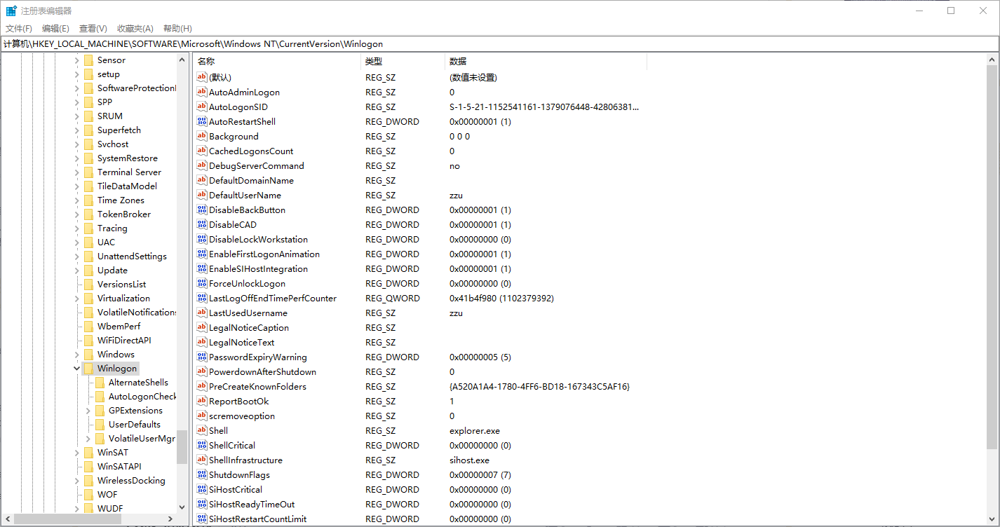 注册表编辑器
文件(F) 编辑(E) 查看(V) 收藏夹(A) 帮助(H)
计算机\HKEY_LOCAL_MACHINE\SOFTWARE\Microsoft\Windows NT\CurrentVersion\Winlogon
Sensor
setup
SoftwareProtectionI
SPP
SRUM
Superfetch
Svchost
SystemRestore
Terminal Server
TileDataModel
Time Zones
TokenBroker
Tracing
UAC
UnattendSettings
Update
VersionsList
Virtualization
VolatileNotifications
WbemPerf
WiFiDirectAPI
Windows
Winlogon
AlternateShells
AutoLogonCheck
GPExtensions
UserDefaults
VolatileUserMgr
WinSAT
WinSATAPI
WirelessDocking
WOF
WUDF
名称 类型 数据
(默认) REG_SZ (数值未设置)
AutoAdminLogon REG_SZ 0
AutoLogonSID REG_SZ S-1-5-21-1152541161-1379076448-42806381...
AutoRestartShell REG_DWORD 0x00000001 (1)
Background REG_SZ 0 0 0
CachedLogonsCount REG_SZ 0
DebugServerCommand REG_SZ no
DefaultDomainName REG_SZ
DefaultUserName REG_SZ zzu
DisableBackButton REG_DWORD 0x00000001 (1)
DisableCAD REG_DWORD 0x00000001 (1)
DisableLockWorkstation REG_DWORD 0x00000000 (0)
EnableFirstLogonAnimation REG_DWORD 0x00000001 (1)
EnableSIHostIntegration REG_DWORD 0x00000001 (1)
ForceUnlockLogon REG_DWORD 0x00000000 (0)
LastLogOffEndTimePerfCounter REG_QWORD 0x41b4f980 (1102379392)
LastUsedUsername REG_SZ zzu
LegalNoticeCaption REG_SZ
LegalNoticeText REG_SZ
PasswordExpiryWarning REG_DWORD 0x00000005 (5)
PowerdownAfterShutdown REG_SZ 0
PreCreateKnownFolders REG_SZ {A520A1A4-1780-4FF6-BD18-167343C5AF16}
ReportBootOk REG_SZ 1
scremoveoption REG_SZ 0
Shell REG_SZ explorer.exe
ShellCritical REG_DWORD 0x00000000 (0)
ShellInfrastructure REG_SZ sihost.exe
ShutdownFlags REG_DWORD 0x00000007 (7)
SiHostCritical REG_DWORD 0x00000000 (0)
SiHostReadyTimeOut REG_DWORD 0x00000000 (0)
SiHostRestartCountLimit REG_DWORD 0x00000000 (0)